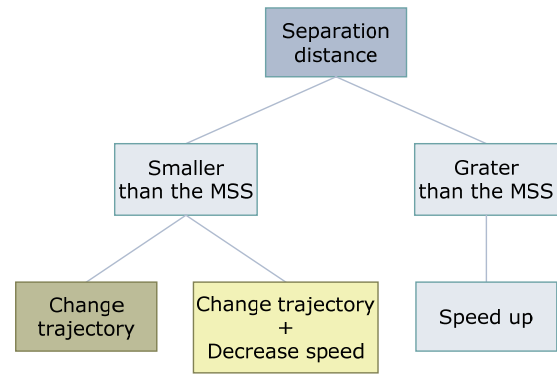 Separation
distance
Smaller
than the MSS
Grater
than the MSS
Change
trajectory
Change trajectory
+
Decrease speed
Speed up